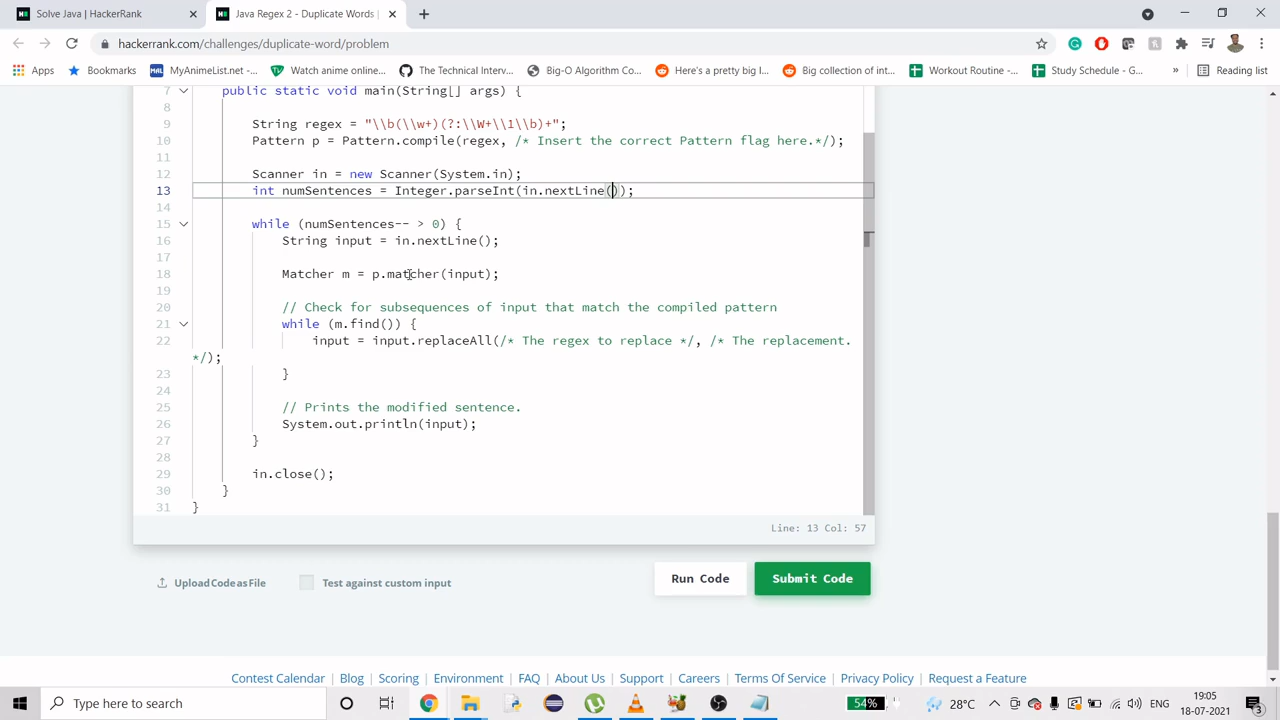 Solve Java | HackerRank
Java Regex 2 - Duplicate Words |
hackerrank.com/challenges/duplicate-word/problem
Apps
Bookmarks
MyAnimeList.net -...
Watch anime online...
The Technical Interv...
Big-O Algorithm Co...
Here's a pretty big l...
Big collection of int...
Workout Routine -...
Study Schedule - G...
»
Reading list
7 public static void main(String[] args) {
8
9 String regex = "\\b(\\w+)(?:\\W+\\1\\b)+";
10 Pattern p = Pattern.compile(regex, /* Insert the correct Pattern flag here.*/);
11
12 Scanner in = new Scanner(System.in);
13 int numSentences = Integer.parseInt(in.nextLine());
14
15 while (numSentences-- > 0) {
16 String input = in.nextLine();
17
18 Matcher m = p.matcher(input);
19
20 // Check for subsequences of input that match the compiled pattern
21 while (m.find()) {
22 input = input.replaceAll(/* The regex to replace */, /* The replacement.
*/);
23 }
24
25 // Prints the modified sentence.
26 System.out.println(input);
27 }
28
29 in.close();
30 }
31 }
Line: 13 Col: 57
Upload Code as File
Test against custom input
Run Code
Submit Code
Contest Calendar | Blog | Scoring | Environment | FAQ | About Us | Support | Careers | Terms Of Service | Privacy Policy | Request a Feature
Type here to search
54%
28°C
ENG
19:05
18-07-2021
3